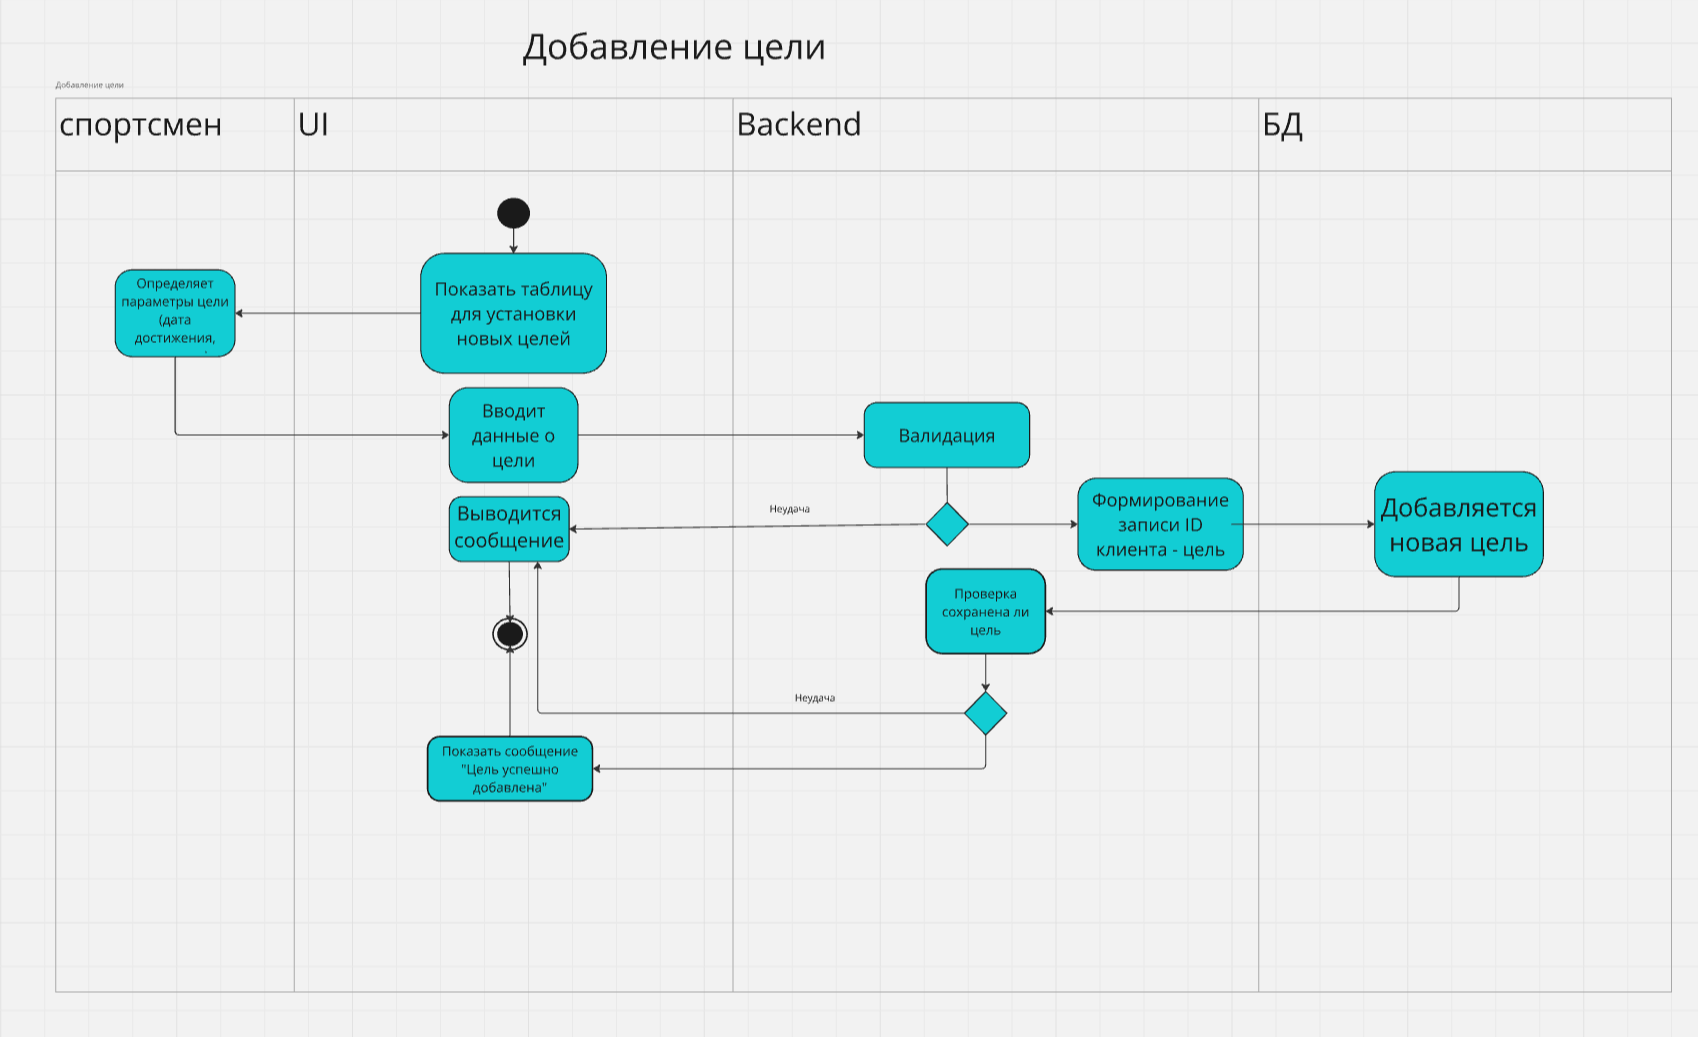 Добавление цели
Добавление цели
спортсмен
UI
Backend
БД
Определяет
параметры цели
(дата
достижения,
Показать таблицу
для установки
новых целей
Вводит
данные о
цели
Валидация
Выводится
сообщение
Неудача
Формирование
записи ID
клиента - цель
Добавляется
новая цель
Проверка
сохранена ли
цель
Неудача
Показать сообщение
"Цель успешно
добавлена"